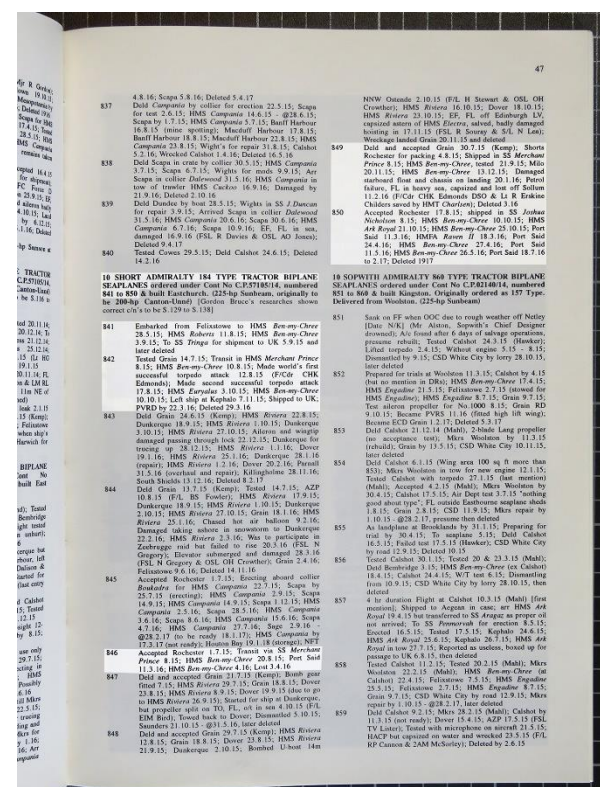 47
4.8.16; Scapa 5.8.16; Deleted 5.4.17
837 Deld Campania by collier for erection 22.5.15; Scapa
for test 2.6.15; HMS Campania 14.6.15 - @28.6.15;
Scapa by 1.7.15; HMS Campania 5.7.15; Banff Harbour
16.8.15 (mine spotting); Macduff Harbour 17.8.15;
Banff Harbour 18.8.15; Macduff Harbour 22.8.15; HMS
Campania 23.8.15; Wight's for repair 31.8.15; Calshot
5.2.16; Wrecked Calshot 1.4.16; Deleted 16.5.16
838 Deld Scapa in crate by collier 30.5.15; HMS Campania
3.7.15; Scapa 6.7.15; Wights for mods 9.9.15; Arr
Scapa in collier Dalewood 31.5.16; HMS Campania in
tow of trawler HMS Cuckoo 16.9.16; Damaged by
21.9.16; Deleted 2.10.16
839 Deld Dundee by boat 28.5.15; Wights in SS J.Duncan
for repair 3.9.15; Arrived Scapa in collier Dalewood
31.5.16; HMS Campania 20.6.16; Scapa 30.6.16; HMS
Campania 6.7.16; Scapa 10.9.16; EF, FL in sea,
damaged 16.9.16 (FSL R Davies & OSL AO Jones);
Deleted 9.4.17
840 Tested Cowes 29.5.15; Deld Calshot 24.6.15; Deleted
14.2.16
10 SHORT ADMIRALTY 184 TYPE TRACTOR BIPLANE
SEAPLANES ordered under Cont No C.P.57105/14, numbered
841 to 850 & built Eastchurch. (225-hp Sunbeam, originally to
be 200-hp Canton-Unné) [Gordon Bruce's researches shown
correct c/n's to be S.129 to S.138]
841 Embarked from Felixstowe to HMS Ben-my-Chree
28.5.15; HMS Roberts 11.8.15; HMS Ben-my-Chree
3.9.15; To SS Tringa for shipment to UK 5.9.15 and
later deleted
842 Tested Grain 14.7.15; Transit in HMS Merchant Prince
8.15; HMS Ben-my-Chree 10.8.15; Made world's first
successful torpedo attack 12.8.15 (F/Cdr CHK
Edmonds); Made second successful torpedo attack
17.8.15; HMS Euryalus 3.10.15; HMS Ben-my-Chree
10.10.15; Left ship at Kephalo 7.11.15; Shipped to UK;
PVRD by 22.3.16; Deleted 29.3.16
843 Deld Grain 24.6.15 (Kemp); HMS Riviera 22.8.15;
Dunkerque 18.9.15; HMS Riviera 1.10.15; Dunkerque
3.10.15; HMS Riviera 27.10.15; Aileron and wingtip
damaged passing through lock 22.12.15; Dunkerque for
trueing up 28.12.15; HMS Riviera 1.1.16; Dover
19.1.16; HMS Riviera 25.1.16; Dunkerque 28.1.16
(repair); HMS Riviera 1.2.16; Dover 20.2.16; Parnall
31.5.16 (overhaul and repair); Killingholme 28.11.16;
South Shields 13.12.16; Deleted 8.2.17
844 Deld Grain 13.7.15 (Kemp); Tested 14.7.15; AZP
10.8.15 (F/L BS Fowler); HMS Riviera 17.9.15;
Dunkerque 18.9.15; HMS Riviera 1.10.15; Dunkerque
2.10.15; HMS Riviera 27.10.15; Grain 18.1.16; HMS
Riviera 25.1.16; Chased hot air balloon 9.2.16;
Damaged taking ashore in snowstorm to Dunkerque
22.2.16; HMS Riviera 2.3.16; Was to participate in
Zeebrugge raid but failed to rise 20.3.16 (FSL N
Gregory); Elevator submerged and damaged 28.3.16
(FSL N Gregory & OSL OH Crowther); Grain 2.4.16;
Felixstowe 9.6.16; Deleted 14.11.16
845 Accepted Rochester 1.7.15; Erecting aboard collier
Boukadra for HMS Campania 22.7.15; Scapa by
25.7.15 (erecting); HMS Campania 2.9.15; Scapa
14.9.15; HMS Campania 14.9.15; Scapa 1.12.15; HMS
Campania 2.5.16; Scapa 28.5.16; HMS Campania
3.6.16; Scapa 8.6.16; HMS Campania 15.6.16; Scapa
4.7.16; HMS Campania 27.7.16; Scpe 2.9.16 -
@28.2.17 (to be ready 18.1.17); HMS Campania by
17.3.17 (not ready); Houton Bay 19.1.18 (storage); NFT
846 Accepted Rochester 1.7.15; Transit via SS Merchant
Prince 8.15; HMS Ben-my-Chree 20.8.15; Port Said
11.3.16; HMS Ben-my-Chree 4.16; Lost 3.4.16
847 Deld and accepted Grain 21.7.15 (Kemp); Bomb gear
fitted 7.15; HMS Riviera 29.7.15; Grain 18.8.15; Dover
23.8.15; HMS Riviera 8.9.15; Dover 19.9.15 (due to go
to HMS Riviera 26.9.15); Started for ship at Dunkerque,
but propeller split on TO, FL, o/t in sea 4.10.15 (F/L
EIM Bird); Towed back to Dover; Dismantled 5.10.15;
Saunders 21.10.15 - @31.5.16, later deleted
848 Deld and accepted Grain 29.7.15 (Kemp); HMS Riviera
12.8.15; Grain 18.8.15; Dover 23.8.15; HMS Riviera
21.9.15; Dunkerque 2.10.15; Bombed U-boat 14m
NNW Ostende 2.10.15 (F/L H Stewart & OSL OH
Crowther); HMS Riviera 16.10.15; Dover 18.10.15;
HMS Riviera 23.10.15; EF, FL off Edinburgh LV,
capsized astern of HMS Electra, salved, badly damaged
hoisting in 17.11.15 (FSL R Souray & S/L N Lea);
Wreckage landed Grain 20.11.15 and deleted
849 Deld and accepted Grain 30.7.15 (Kemp); Shorts
Rochester for packing 4.8.15; Shipped in SS Merchant
Prince 8.15; HMS Ben-my-Chree, tested 21.9.15; Milo
20.11.15; HMS Ben-my-Chree 13.12.15; Damaged
starboard float and chassis on landing 20.1.16; Petrol
failure, FL in heavy sea, capsized and lost off Sollum
11.2.16 (F/Cdr CHK Edmonds DSO & Lt R Erskine
Childers saved by HMT Charlsen); Deleted 3.16
850 Accepted Rochester 17.8.15; shipped in SS Joshua
Nicholson 8.15; HMS Ben-my-Chree 10.10.15; HMS
Ark Royal 21.10.15; HMS Ben-my-Chree 25.10.15; Port
Said 11.3.16; HMFA Raven II 18.3.16; Port Said
24.4.16; HMS Ben-my-Chree 27.4.16; Port Said
11.5.16; HMS Ben-my-Chree 26.5.16; Port Said 18.7.16
to 2.17; Deleted 1917
10 SOPWITH ADMIRALTY 860 TYPE TRACTOR BIPLANE
SEAPLANES ordered under Cont No CP.02140/14, numbered
851 to 860 & built Kingston. Originally ordered as 157 Type.
Delivered from Woolston. (225-hp Sunbeam)
851 Sank on FF when OOC due to rough weather off Netley
[Date N/K] (Mr Alston, Sopwith's Chief Designer
drowned); A/c found after 6 days of salvage operations,
presume rebuilt; Tested Calshot 24.3.15 (Hawker);
Lifted torpedo 2.4.15; Without engine 5.15 - 8.15;
Dismantled by 9.15; CSD White City by lorry 28.10.15,
later deleted
852 Prepared for trials at Woolston 11.3.15; Calshot by 4.15
(but no mention in DRs); HMS Ben-my-Chree 17.4.15;
HMS Engadine 21.5.15; Felixstowe 2.7.15 (stowed for
HMS Engadine); HMS Engadine 8.7.15; Grain 9.7.15;
Test aileron propeller for No.1000 8.15; Grain RD
9.10.15; Became PVRS 11.16 (fitted high lift wing);
Became ECD Grain 1.2.17; Deleted 5.3.17
853 Deld Calshot 21.12.14 (Mahl), 2-blade Lang propeller
(no acceptance test); Mkrs Woolston by 11.3.15
(rebuild); Grain by 13.5.15; CSD White City 10.11.15,
later deleted
854 Deld Calshot 6.1.15 (Wing area 100 sq ft more than
853); Mkrs Woolston in tow for new engine 12.1.15;
Tested Calshot with torpedo 27.1.15 (last mention)
(Mahl); Accepted 4.2.15 (Mahl); Mkrs Woolston by
30.4.15; Calshot 17.5.15; Air Dept test 3.7.15 "nothing
good about type"; FL outside Eastbourne seaplane sheds
1.8.15; Grain 2.8.15; CSD 11.9.15; Mkrs repair by
1.10.15 - @28.2.17, presume then deleted
855 As landplane at Brooklands by 31.1.15; Preparing for
trial by 30.4.15; To seaplane 5.15; Deld Calshot
16.5.15; Failed test 17.5.15 (Hawker); CSD White City
by road 12.9.15; Deleted 10.15
856 Tested Calshot 30.1.15; Tested 20 & 23.3.15 (Mahl);
Deld Bembridge 3.15; HMS Ben-my-Chree (ex Calshot)
18.4.15; Calshot 24.4.15; W/T test 6.15; Dismantling
from 10.9.15; CSD White City by lorry 28.10.15, then
deleted
857 4 hr duration Flight at Calshot 10.3.15 (Mahl) [first
mention]; Shipped to Aegean in case; arr HMS Ark
Royal 19.4.15 but transferred to SS Aragaz as proper oil
not arrived; To SS Penmorvah for erection 8.5.15;
Erected 16.5.15; Tested 17.5.15; Kephalo 24.6.15;
HMS Ark Royal 25.6.15; Kephalo 26.7.15; HMS Ark
Royal in tow 27.7.15; Reported as useless, boxed up for
passage to UK 6.8.15, then deleted
858 Tested Calshot 11.2.15; Tested 20.2.15 (Mahl); Mkrs
Woolston 22.2.15 (Mahl); HMS Ben-my-Chree (at
Calshot) 22.4.15; Felixstowe 7.5.15; HMS Engadine
25.5.15; Felixstowe 2.7.15; HMS Engadine 8.7.15;
Grain 9.7.15; CSD White City by road 12.9.15; Mkrs
repair by 1.10.15 - @28.2.17, later deleted
859 Deld Calshot 9.2.15; Mkrs 28.2.15 (Mahl); Calshot by
11.3.15 (not ready); Dover 15.4.15; AZP 17.5.15 (FSL
TV Lister); Tested with microphone on aircraft 21.5.15,
HACP but capsized on water and wrecked 23.5.15 (F/L
RP Cannon & 2AM McSorley); Deleted by 2.6.15